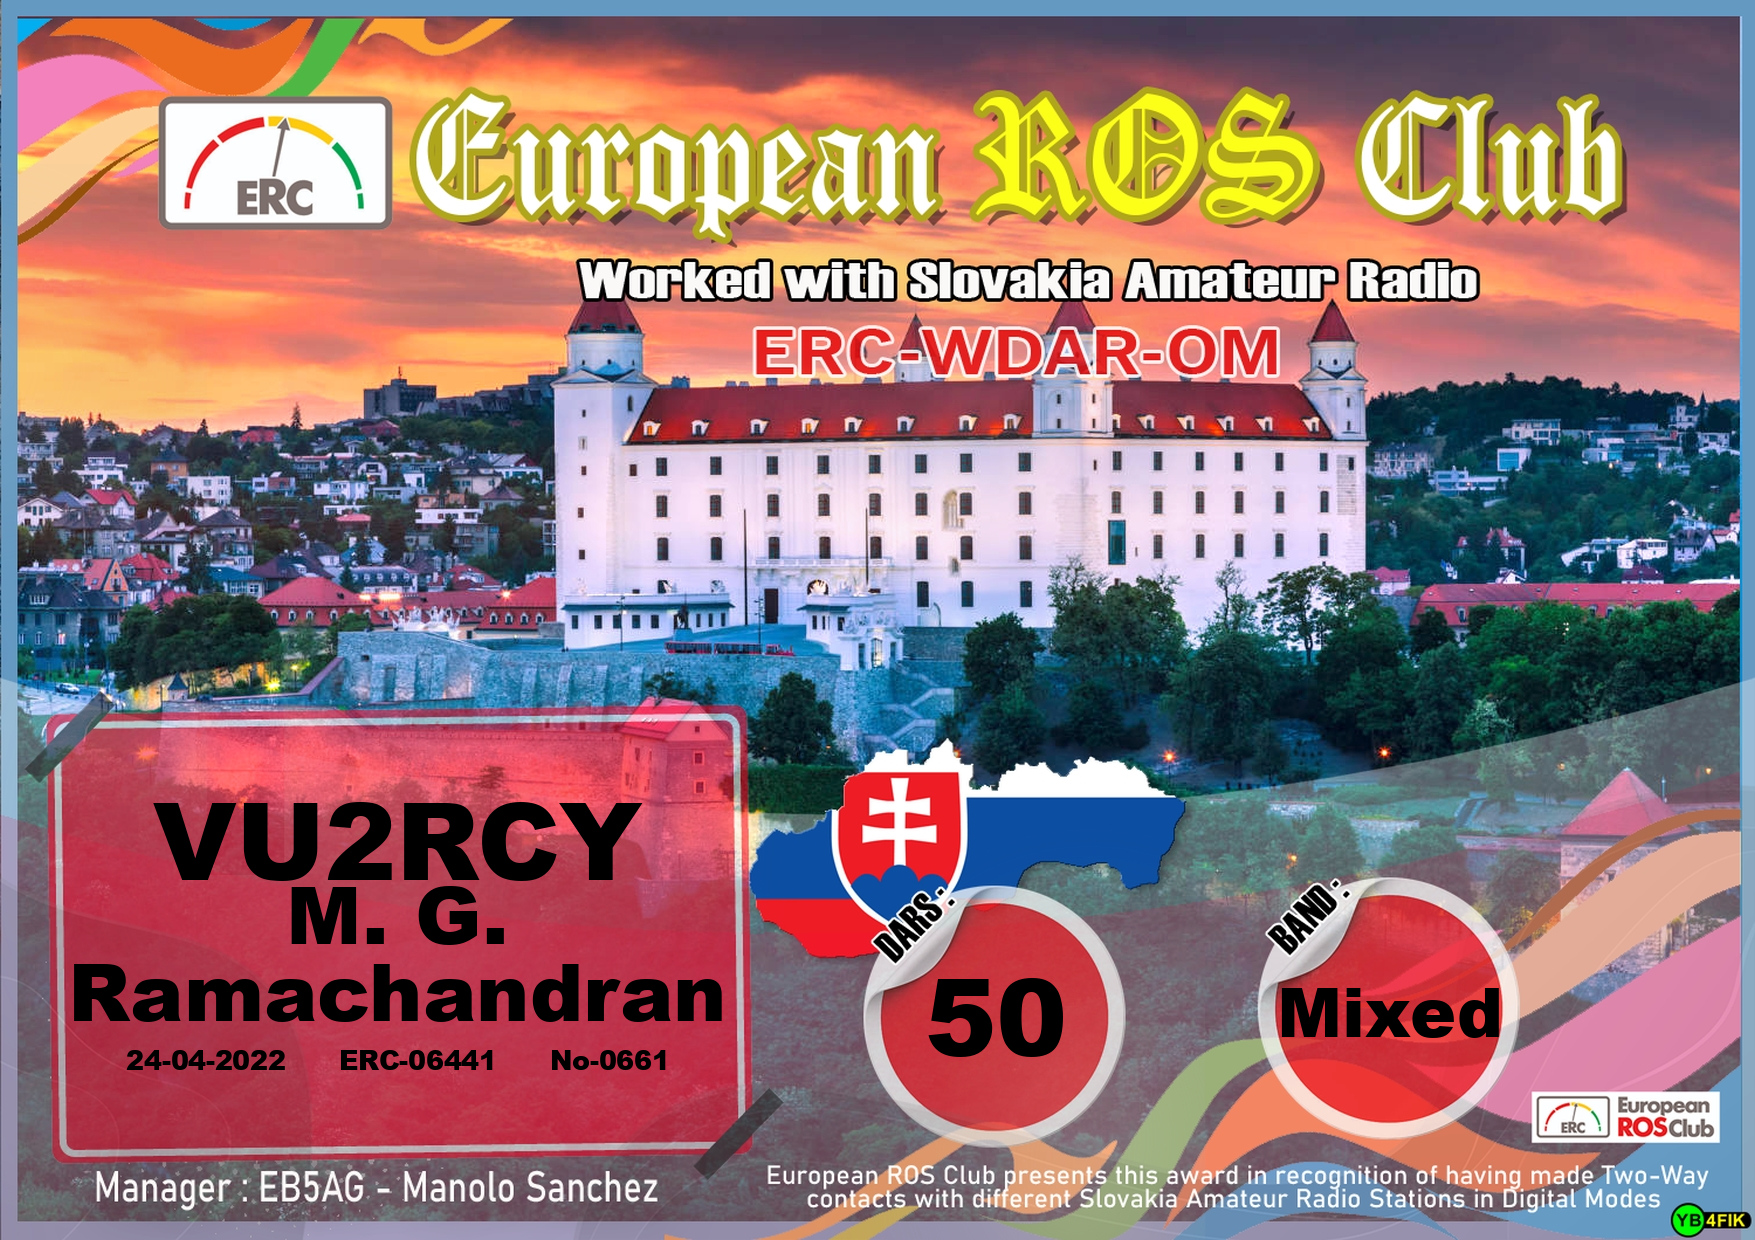 ERC
European ROS Club
Worked with Slovakia Amateur Radio
ERC-WDAR-OM
VU2RCY
M. G.
Ramachandran
24-04-2022 ERC-06441 No-0661
DARS :
50
BAND :
Mixed
ERC
European
ROSClub
Manager : EB5AG - Manolo Sanchez
European ROS Club presents this award in recognition of having made Two-Way
contacts with different Slovakia Amateur Radio Stations in Digital Modes
YB4FIK